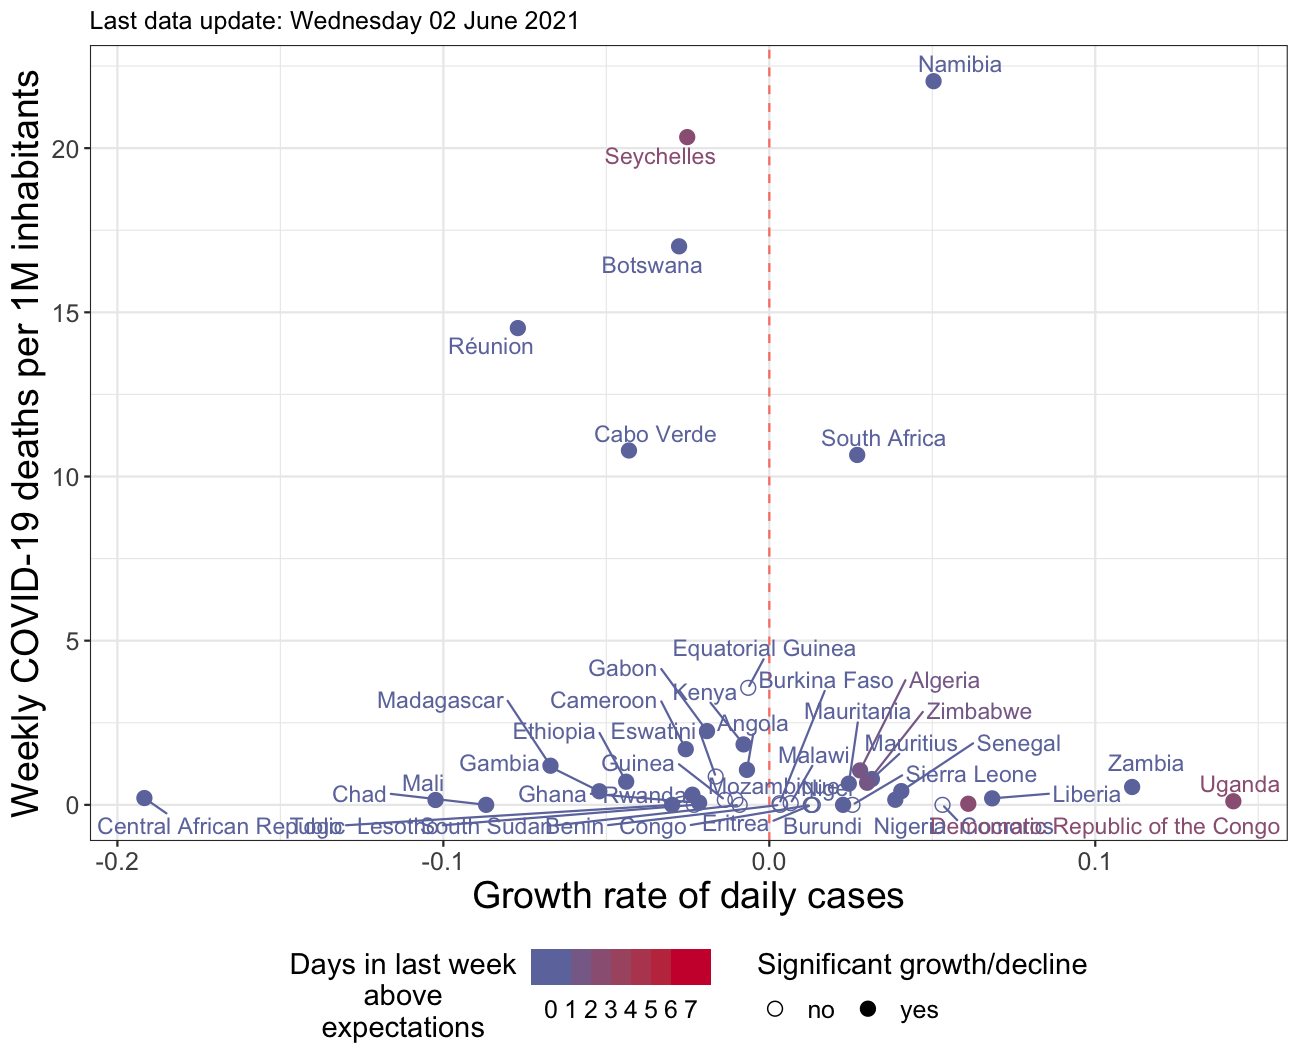 Last data update: Wednesday 02 June 2021
Weekly COVID-19 deaths per 1M inhabitants
20
15
10
5
0
Namibia
Seychelles
Botswana
Réunion
Cabo Verde
South Africa
Equatorial Guinea
Gabon
Burkina Faso
Algeria
Kenya
Madagascar
Cameroon
Mauritania
Zimbabwe
Angola
Ethiopia
Eswatini
Mauritius
Senegal
Malawi
Gambia
Guinea
Zambia
Sierra Leone
Mali
Mozambique
Niger
Uganda
Chad
Ghana
Rwanda
Liberia
Central African Republic
Togo
Lesotho
South Sudan
Benin
Congo
Eritrea
Burundi
Nigeria
Comoros
Democratic Republic of the Congo
-0.2
-0.1
0.0
0.1
Growth rate of daily cases
Days in last week
above
expectations
0 1 2 3 4 5 6 7
Significant growth/decline
no
yes